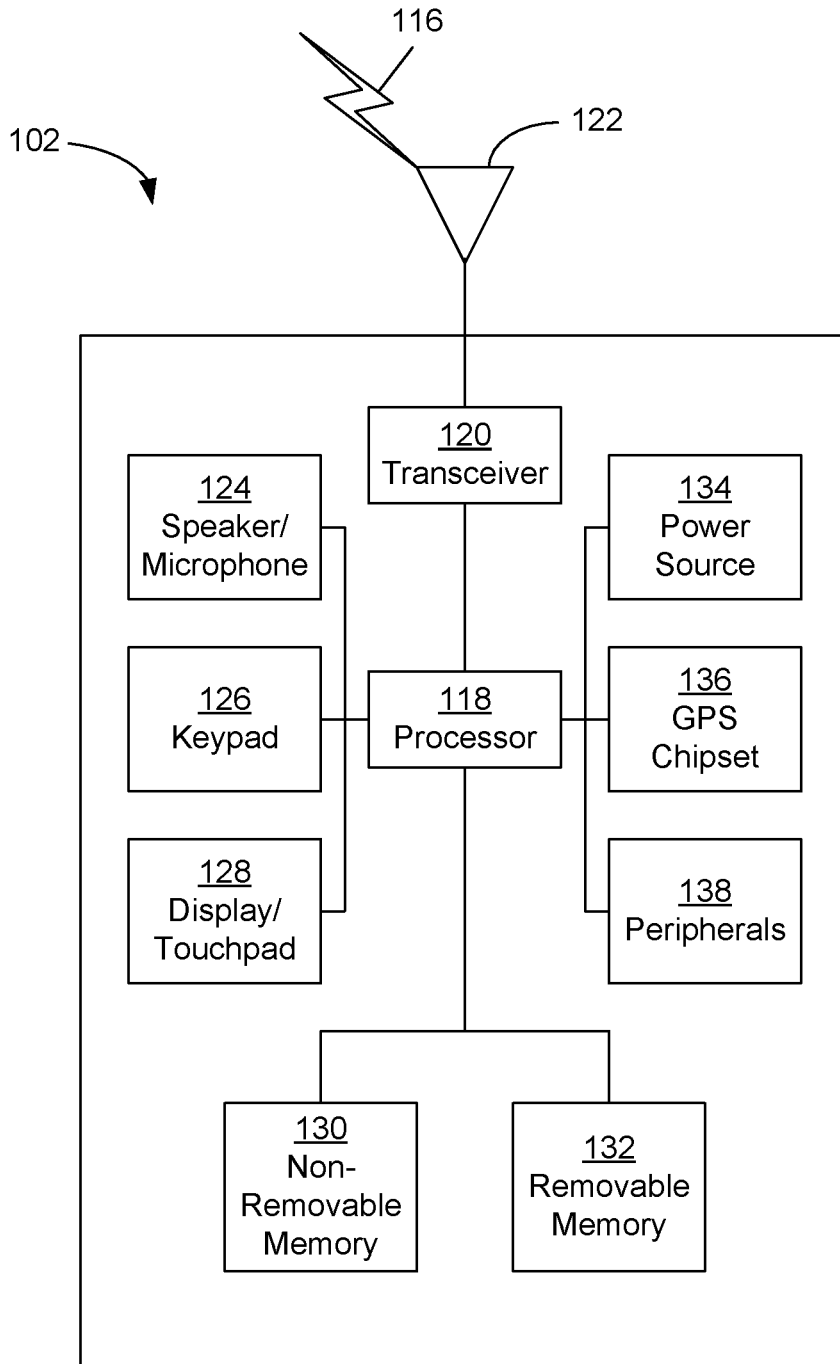 116
122
102
120
Transceiver
124
Speaker/
Microphone
134
Power
Source
126
Keypad
118
Processor
136
GPS
Chipset
128
Display/
Touchpad
138
Peripherals
130
Non-
Removable
Memory
132
Removable
Memory